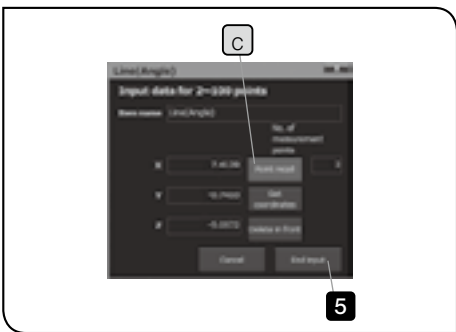 C
Line(Angle)
Input data for 2~100 points
Item name Line(Angle)
No. of
measurement
points
X Point input
Y Get
coordinates
Z Delete in front
Cancel End input
5